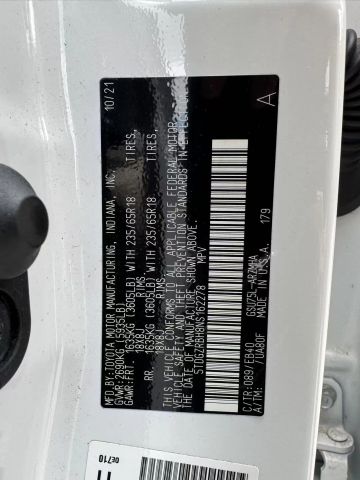 MFD.BY:TOYOTA MOTOR MANUFACTURING, INDIANA, INC. 10/21
GVWR:2690KG (5935LB)
GAWR:FRT. 1635KG (3605LB) WITH 235/65R18 TIRES,
18X8J RIMS
RR. 1635KG (3605LB) WITH 235/65R18 TIRES,
18X8J RIMS
THIS VEHICLE CONFORMS TO ALL APPLICABLE FEDERAL MOTOR
VEHICLE SAFETY AND THEFT PREVENTION STANDARDS IN EFFECT ON THE
DATE OF MANUFACTURE SHOWN ABOVE.
5TDGZRBH8NS162278 MPV
A
C/TR:089/EB40
A/TM: /UA80F
U.S.A. 179
0E710